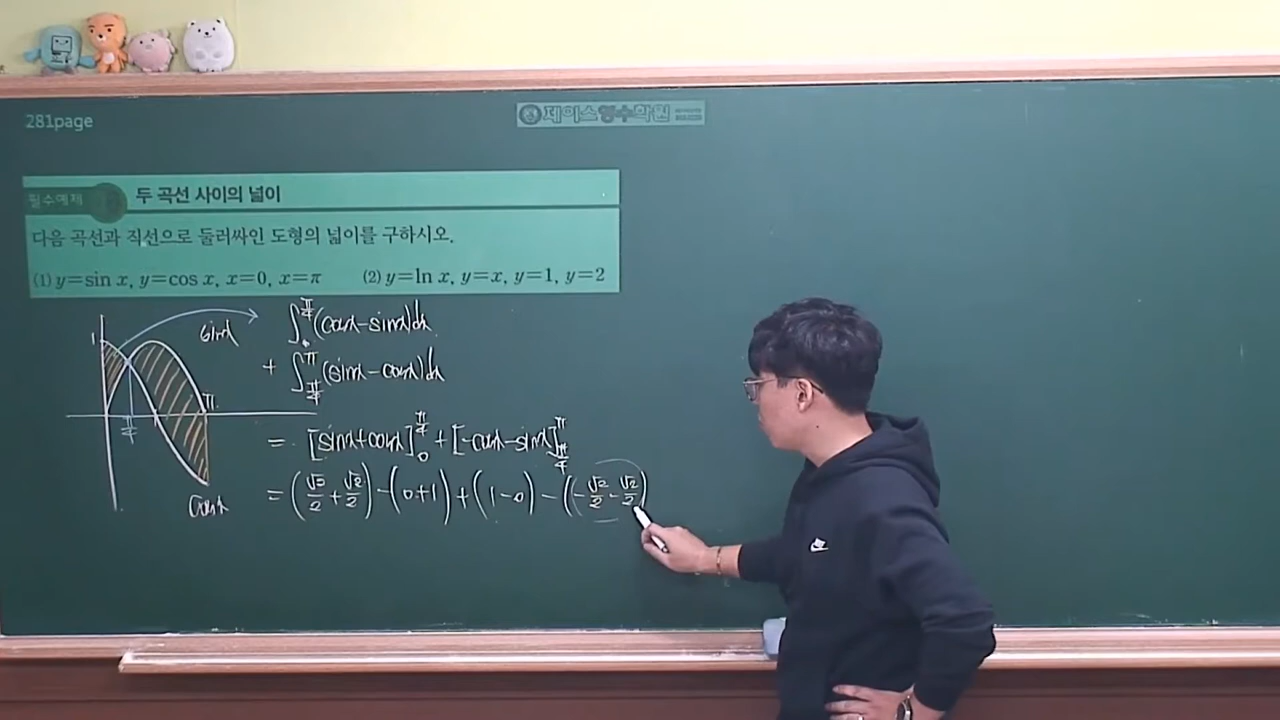 281page
제이스영수학원
필수예제
두 곡선 사이의 넓이
다음 곡선과 직선으로 둘러싸인 도형의 넓이를 구하시오.
(1) y=sin x, y=cos x, x=0, x=π (2) y=ln x, y=x, y=1, y=2
1
sinx
π
π/4
cosx
∫₀^{π/4}(cosx-sinx)dx
+ ∫_{π/4}^{π}(sinx-cosx)dx
= [sinx+cosx]₀^{π/4} + [-cosx-sinx]_{π/4}^{π}
= (√2/2 + √2/2) - (0+1) + (1-0) - ((-√2/2 - √2/2)